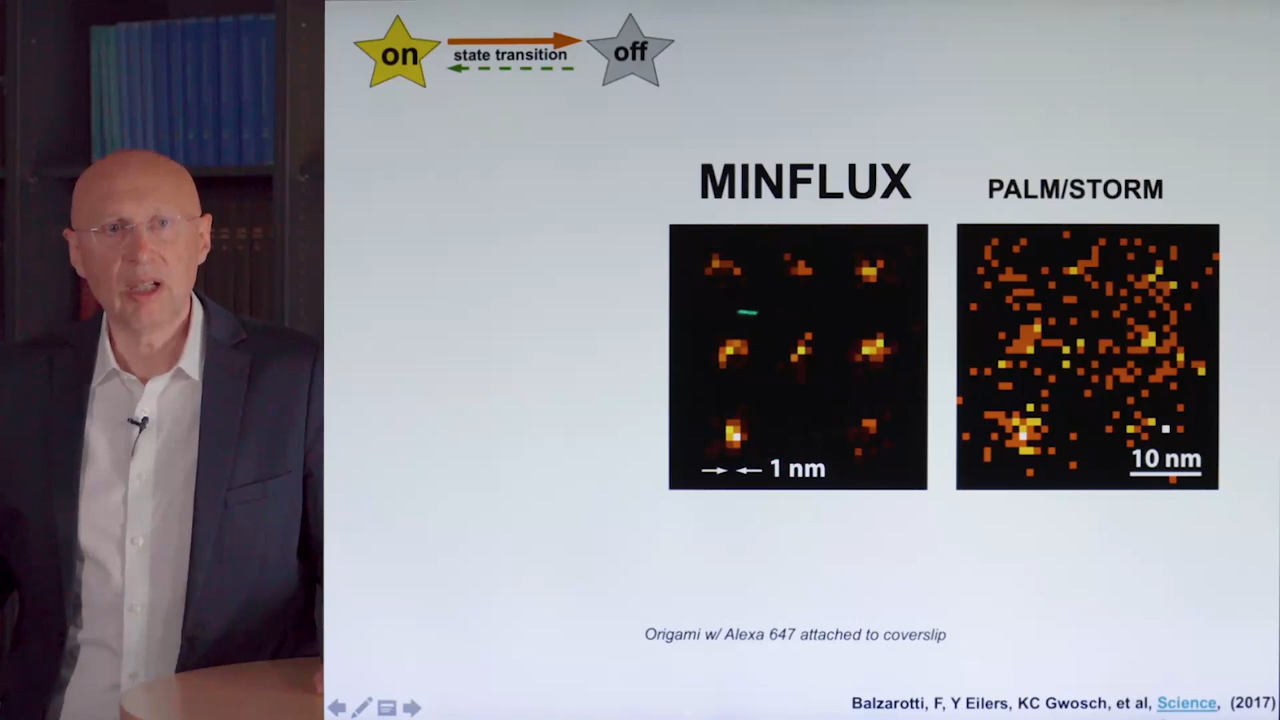 on
state transition
off
MINFLUX
PALM/STORM
1 nm
10 nm
Origami w/ Alexa 647 attached to coverslip
Balzarotti, F, Y Eilers, KC Gwosch, et al, Science, (2017)